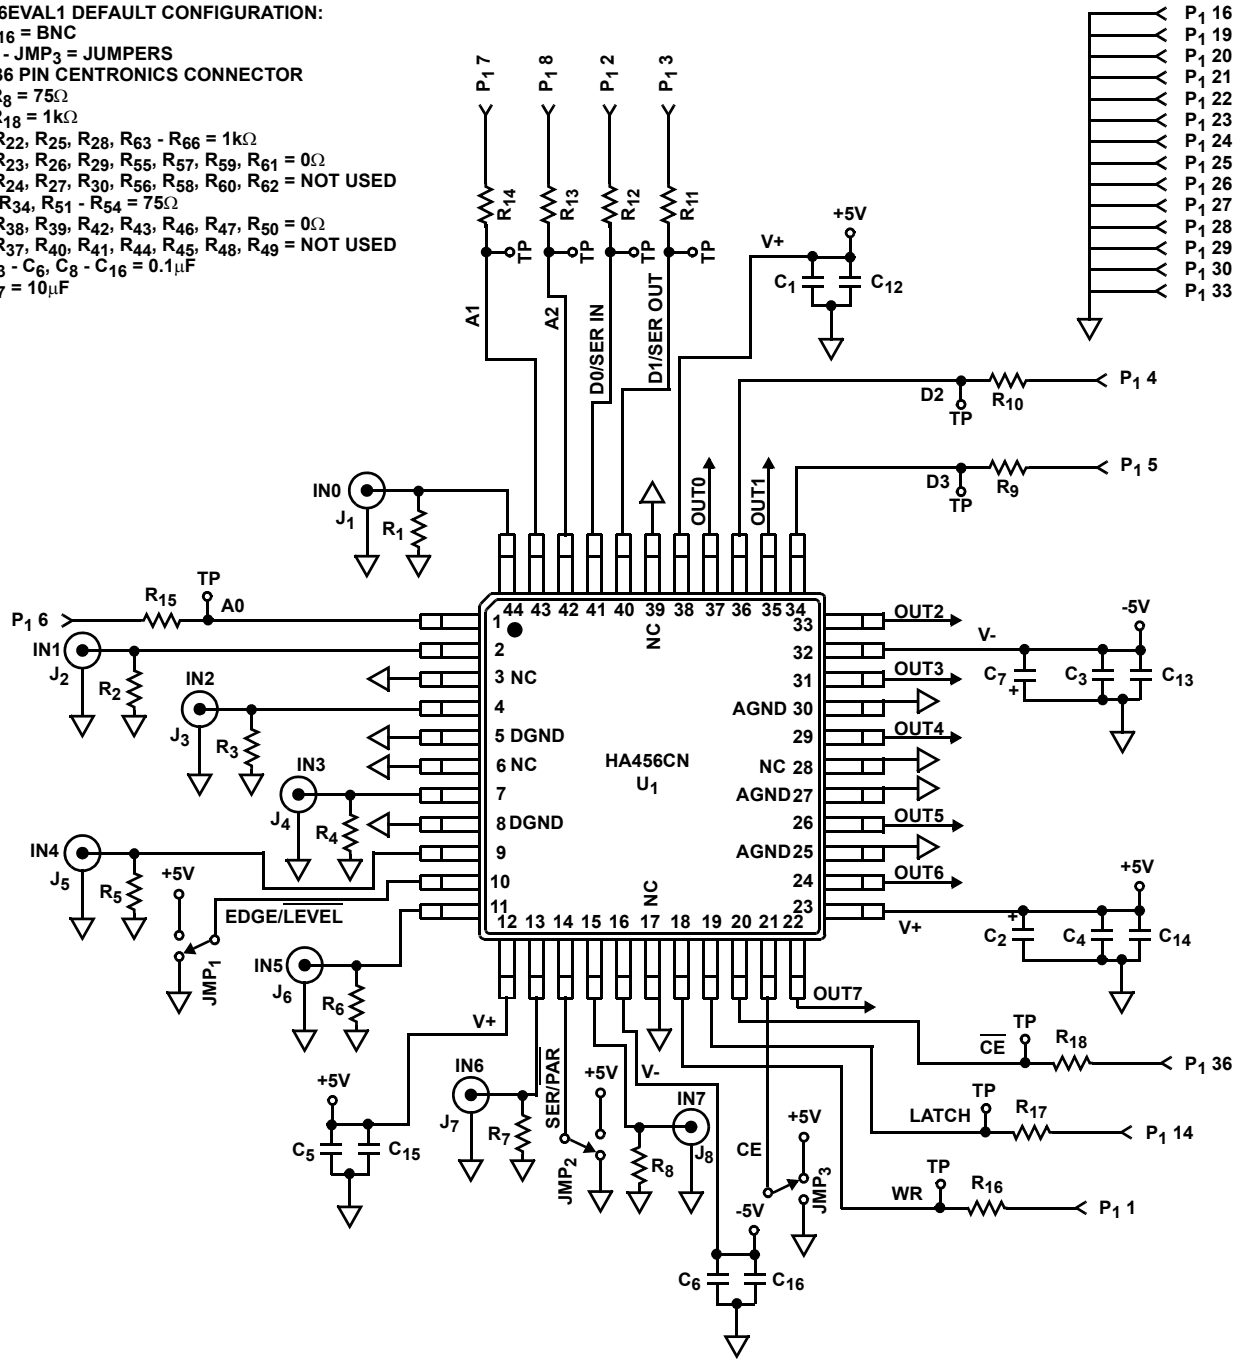 6EVAL1 DEFAULT CONFIGURATION:
16 = BNC
- JMP3 = JUMPERS
36 PIN CENTRONICS CONNECTOR
R8 = 75Ω
R18 = 1kΩ
R22, R25, R28, R63 - R66 = 1kΩ
R23, R26, R29, R55, R57, R59, R61 = 0Ω
R24, R27, R30, R56, R58, R60, R62 = NOT USED
R34, R51 - R54 = 75Ω
R38, R39, R42, R43, R46, R47, R50 = 0Ω
R37, R40, R41, R44, R45, R48, R49 = NOT USED
3 - C6, C8 - C16 = 0.1μF
7 = 10μF
P1 7
P1 8
P1 2
P1 3
R14
R13
R12
R11
TP
TP
TP
TP
A1
A2
D0/SER IN
D1/SER OUT
P1 16
P1 19
P1 20
P1 21
P1 22
P1 23
P1 24
P1 25
P1 26
P1 27
P1 28
P1 29
P1 30
P1 33
+5V
V+
C1
C12
D2
TP
R10
P1 4
D3
TP
R9
P1 5
OUT0
OUT1
IN0
J1
R1
P1 6
R15
TP
A0
IN1
J2
R2
IN2
J3
R3
IN3
J4
R4
IN4
J5
R5
+5V
EDGE/LEVEL
JMP1
IN5
J6
R6
44 43 42 41 40 39 38 37 36 35 34
NC
1
2
3 NC
4
5 DGND
6 NC
7
8 DGND
9
10
11
HA456CN
U1
33
32
31
AGND 30
29
NC 28
AGND 27
26
AGND 25
24
23
NC
12 13 14 15 16 17 18 19 20 21 22
OUT2
V-
-5V
C7
+
C3
C13
OUT3
OUT4
OUT5
OUT6
+5V
V+
+
C2
C4
C14
OUT7
V+
+5V
C5
C15
IN6
J7
R7
SER/PAR
JMP2
+5V
V-
IN7
J8
R8
CE
+5V
JMP3
-5V
C6
C16
CE
TP
R18
P1 36
LATCH
TP
R17
P1 14
WR
TP
R16
P1 1